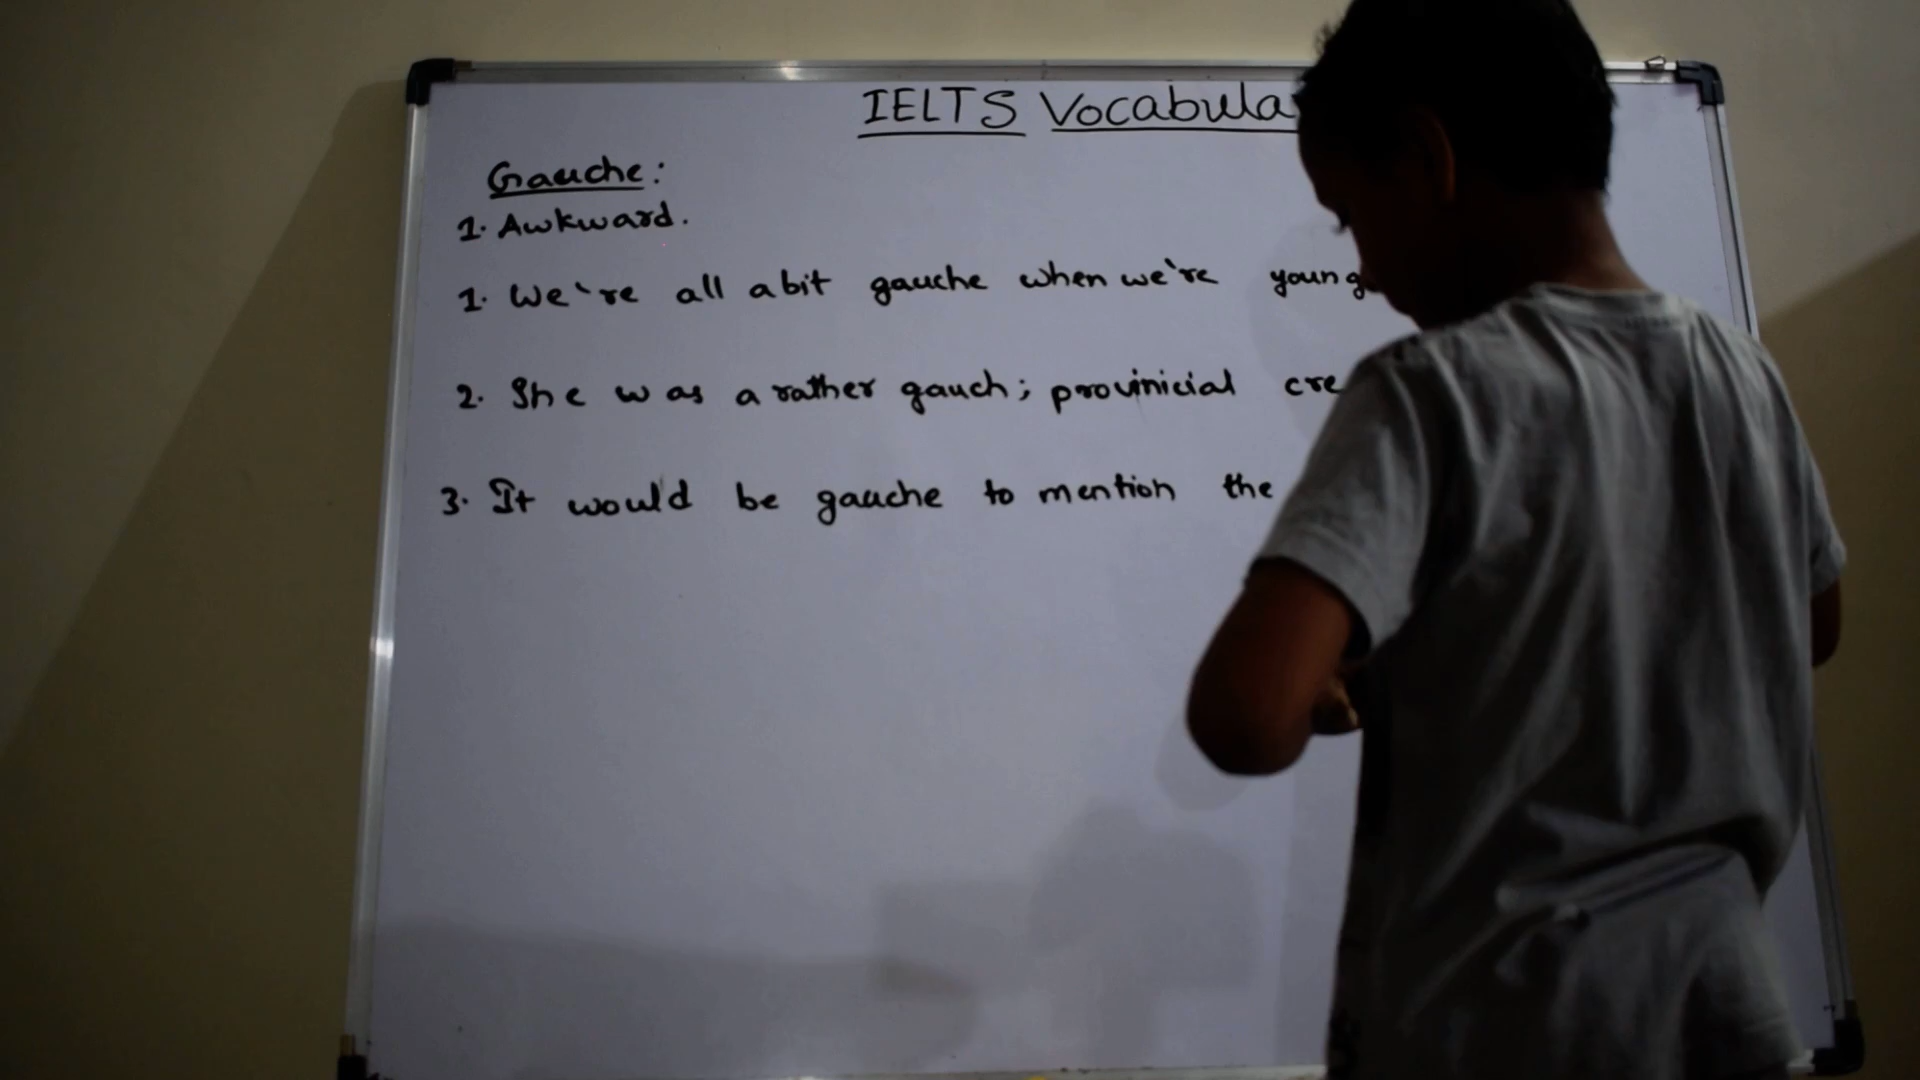 IELTS Vocabula
Gauche:
1. Awkward.
1. We're all a bit gauche when we're young
2. She was a rather gauch; provinicial cre
3. It would be gauche to mention the